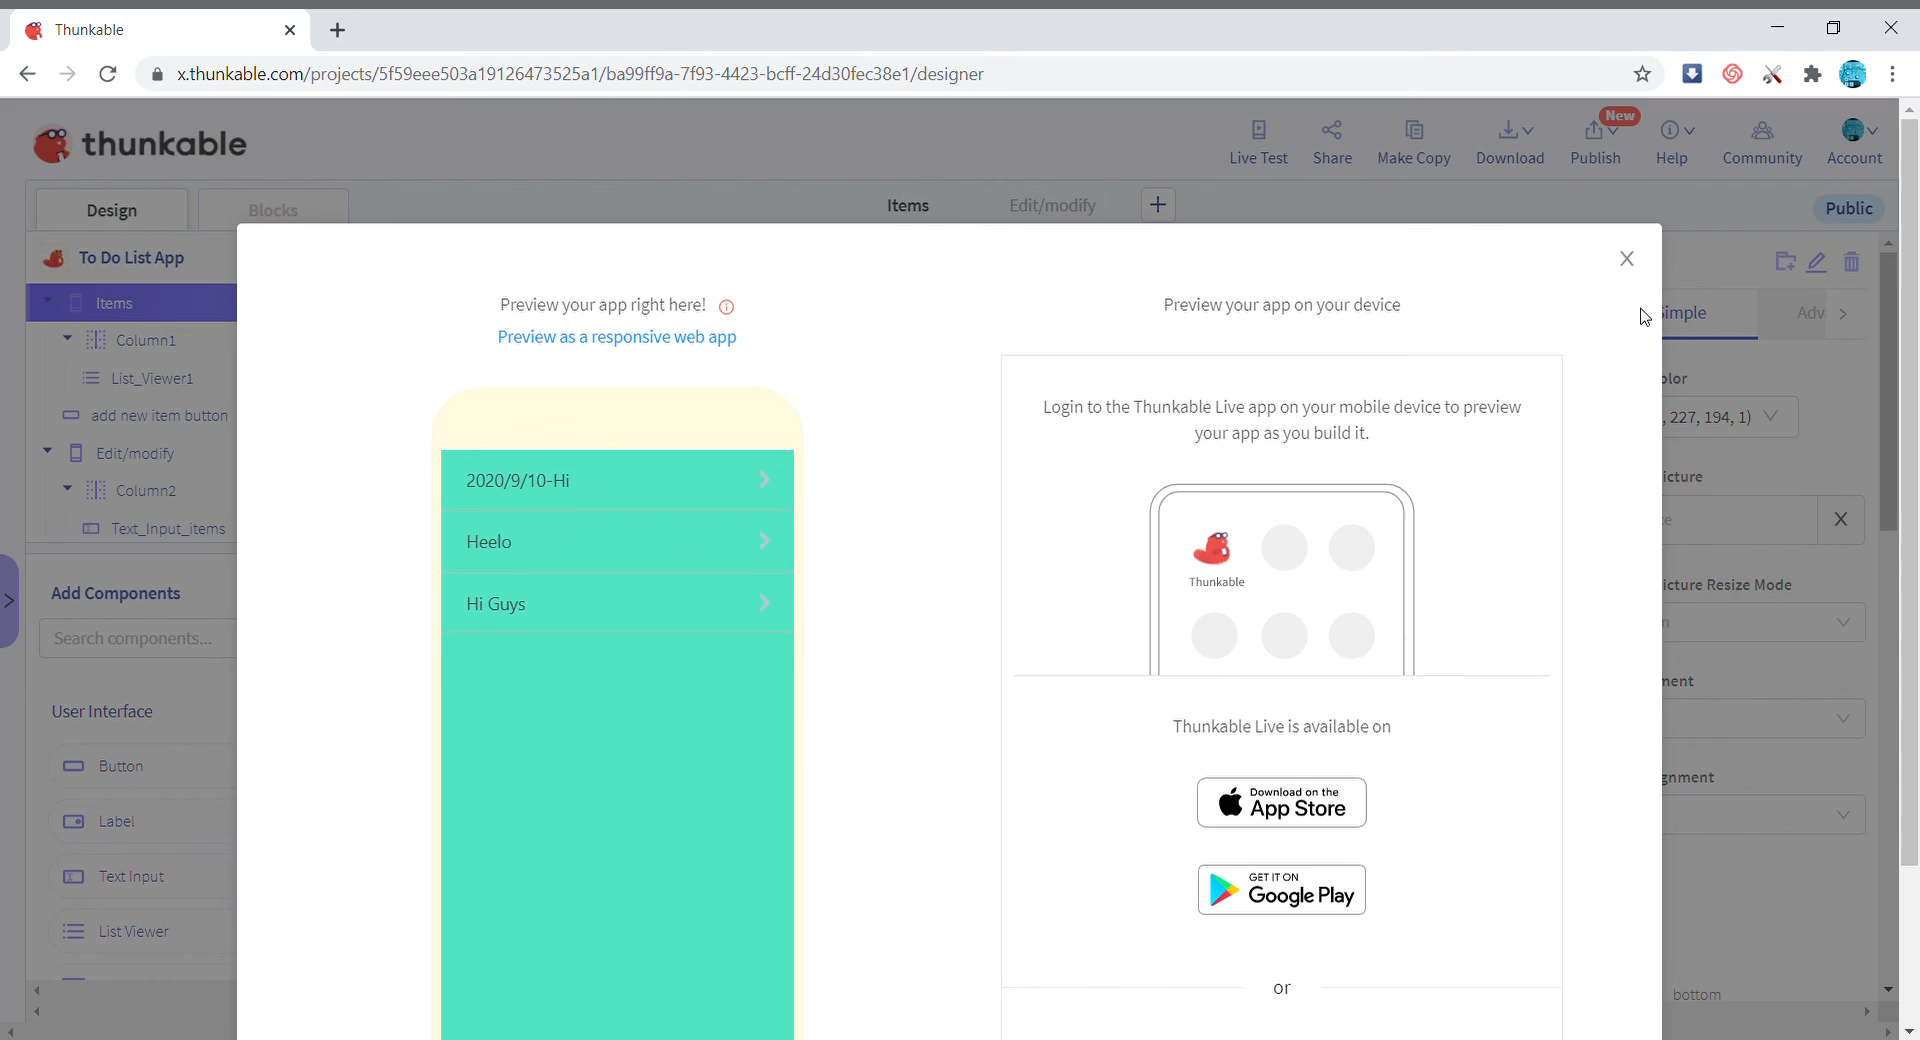 Thunkable
x.thunkable.com/projects/5f59eee503a19126473525a1/ba99ff9a-7f93-4423-bcff-24d30fec38e1/designer
thunkable
New
Live Test
Share
Make Copy
Download
Publish
Help
Community
Account
Design
Blocks
Items
Edit/modify
Public
To Do List App
Items
Column1
List_Viewer1
add new item button
Edit/modify
Column2
Text_Input_items
Add Components
Search components...
User Interface
Button
Label
Text Input
List Viewer
Preview your app right here!
Preview as a responsive web app
2020/9/10-Hi
Heelo
Hi Guys
Preview your app on your device
Login to the Thunkable Live app on your mobile device to preview
your app as you build it.
Thunkable
Thunkable Live is available on
Download on the
App Store
GET IT ON
Google Play
or
Simple
Adv
olor
, 227, 194, 1)
icture
icture Resize Mode
nent
gnment
bottom